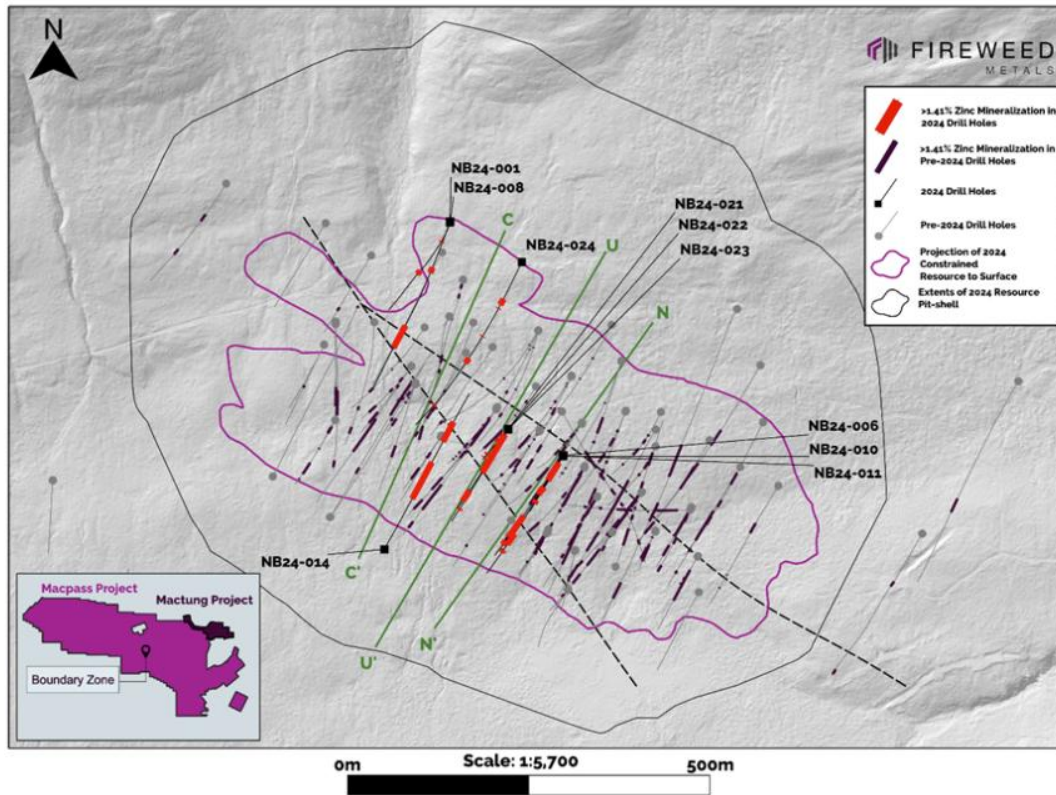 N
FIREWEED
METALS
>1.41% Zinc Mineralization in
2024 Drill Holes
>1.41% Zinc Mineralization in
Pre-2024 Drill Holes
2024 Drill Holes
Pre-2024 Drill Holes
Projection of 2024
Constrained
Resource to Surface
Extents of 2024 Resource
Pit-shell
NB24-001
NB24-008
NB24-021
NB24-022
NB24-023
NB24-024
C
U
N
NB24-006
NB24-010
NB24-011
NB24-014
C'
N'
U'
Macpass Project
Mactung Project
Boundary Zone
Scale: 1:5,700
0m
500m